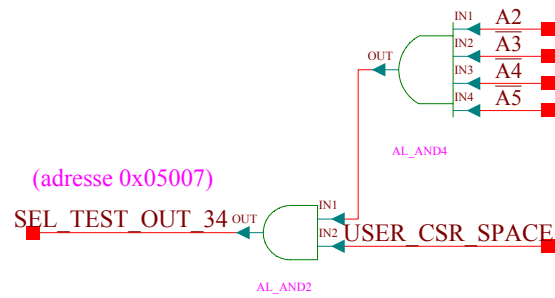 IN1 A2
IN2 A3
OUT
IN3 A4
IN4 A5
AL_AND4
(adresse 0x05007)
SEL_TEST_OUT_34 OUT
IN1
IN2 USER_CSR_SPACE
AL_AND2